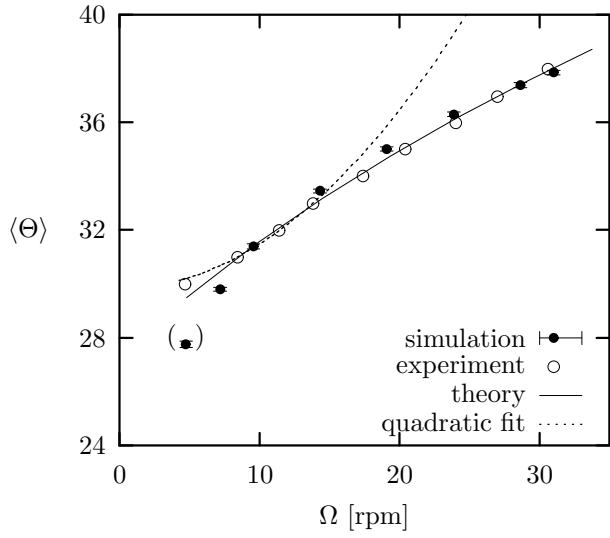 40
36
⟨Θ⟩
32
28
24
( )
simulation
experiment
theory
quadratic fit
0 10 20 30
Ω [rpm]